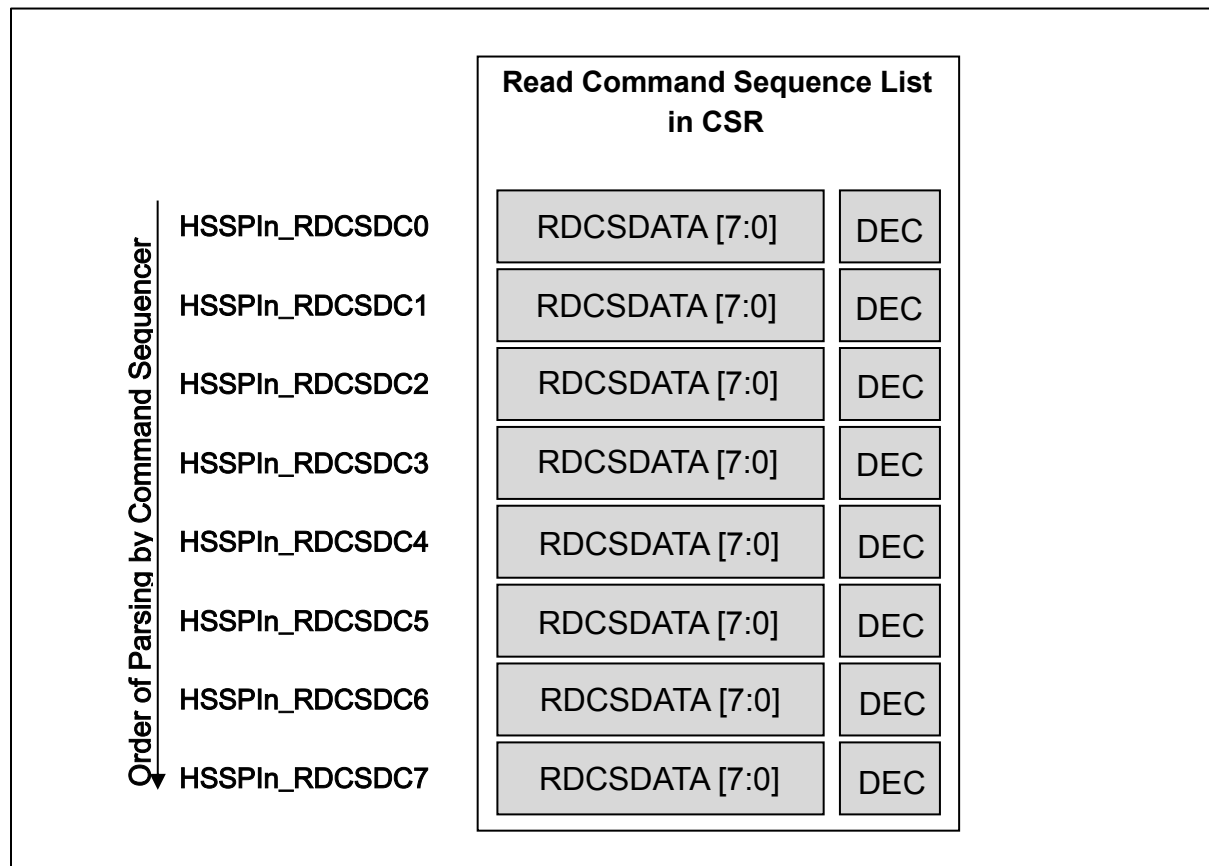 Read Command Sequence List
in CSR
Order of Parsing by Command Sequencer
HSSPIn_RDCSDC0 RDCSDATA [7:0] DEC
HSSPIn_RDCSDC1 RDCSDATA [7:0] DEC
HSSPIn_RDCSDC2 RDCSDATA [7:0] DEC
HSSPIn_RDCSDC3 RDCSDATA [7:0] DEC
HSSPIn_RDCSDC4 RDCSDATA [7:0] DEC
HSSPIn_RDCSDC5 RDCSDATA [7:0] DEC
HSSPIn_RDCSDC6 RDCSDATA [7:0] DEC
HSSPIn_RDCSDC7 RDCSDATA [7:0] DEC